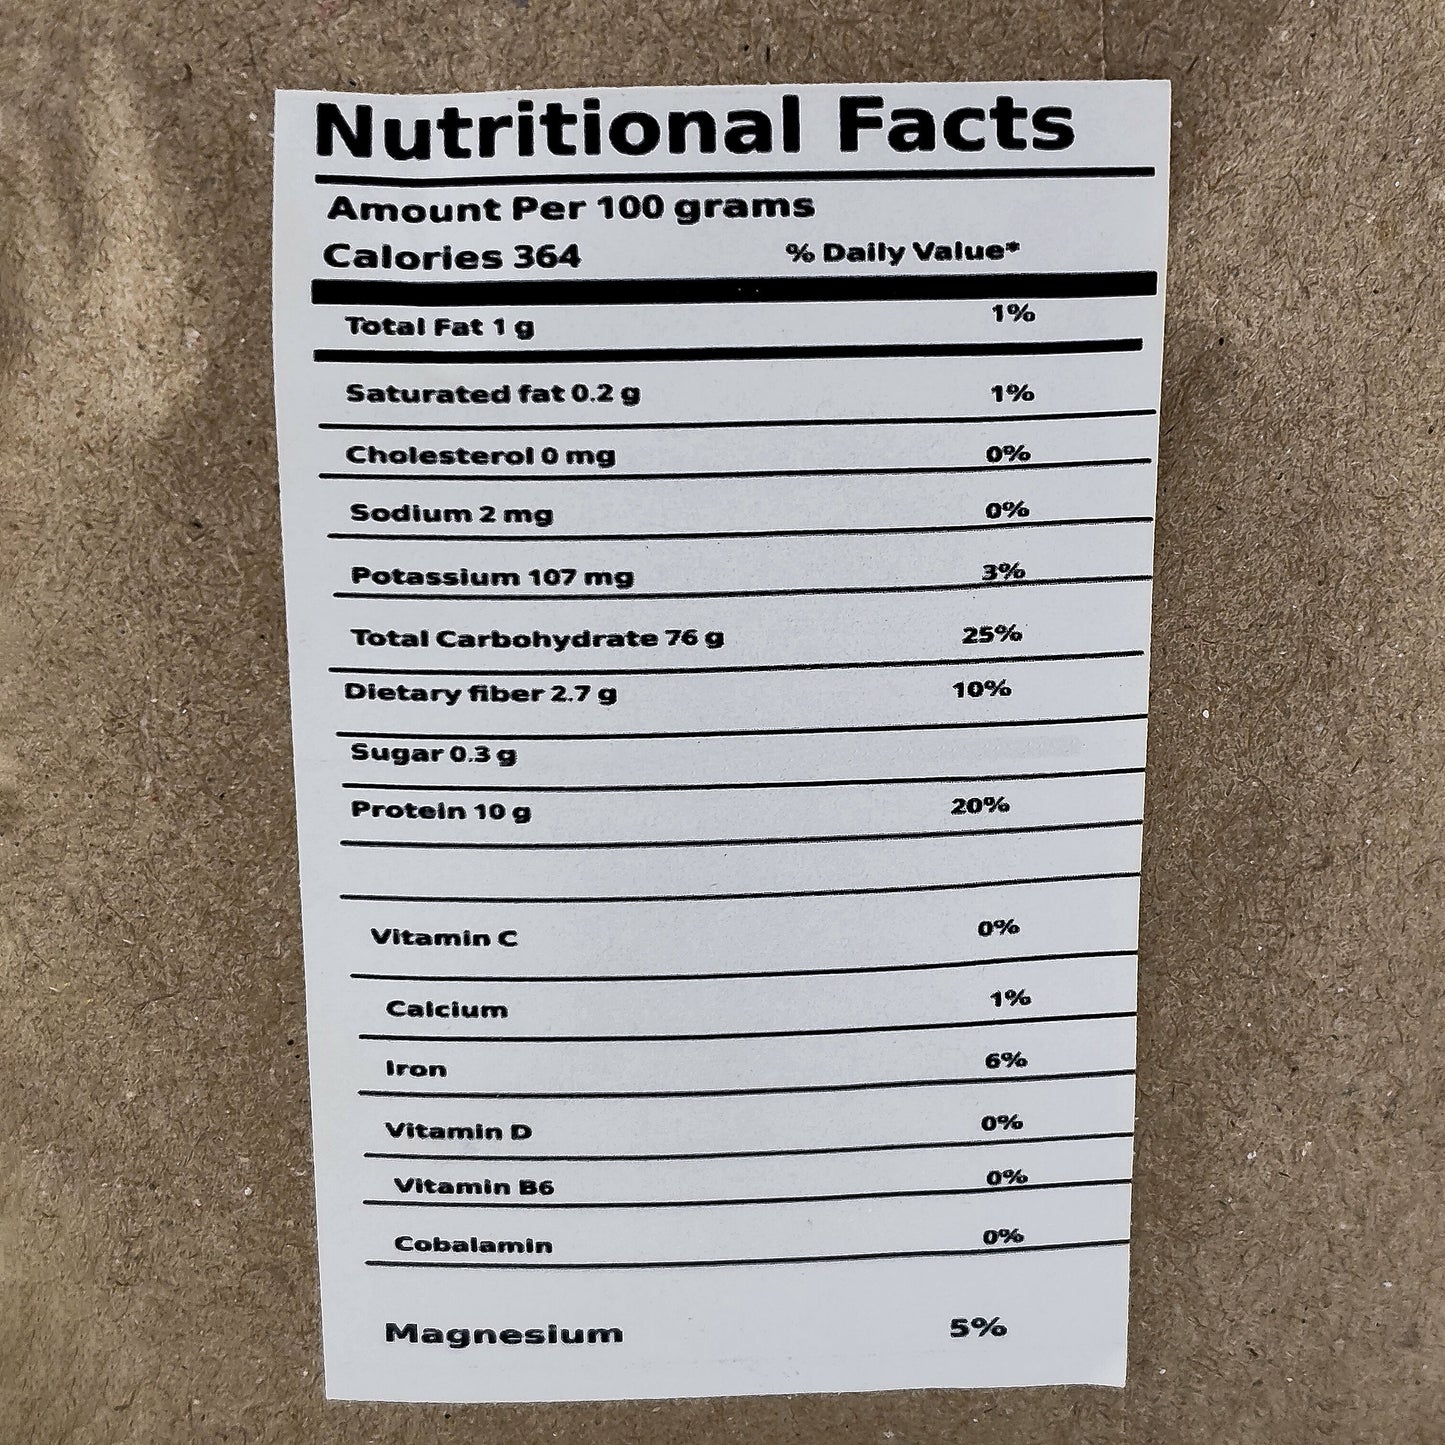 Nutritional Facts
Amount Per 100 grams
Calories 364 % Daily Value*
Total Fat 1 g 1%
Saturated fat 0.2 g 1%
Cholesterol 0 mg 0%
Sodium 2 mg 0%
Potassium 107 mg 3%
Total Carbohydrate 76 g 25%
Dietary fiber 2.7 g 10%
Sugar 0.3 g
Protein 10 g 20%
Vitamin C 0%
Calcium 1%
Iron 6%
Vitamin D 0%
Vitamin B6 0%
Cobalamin 0%
Magnesium 5%